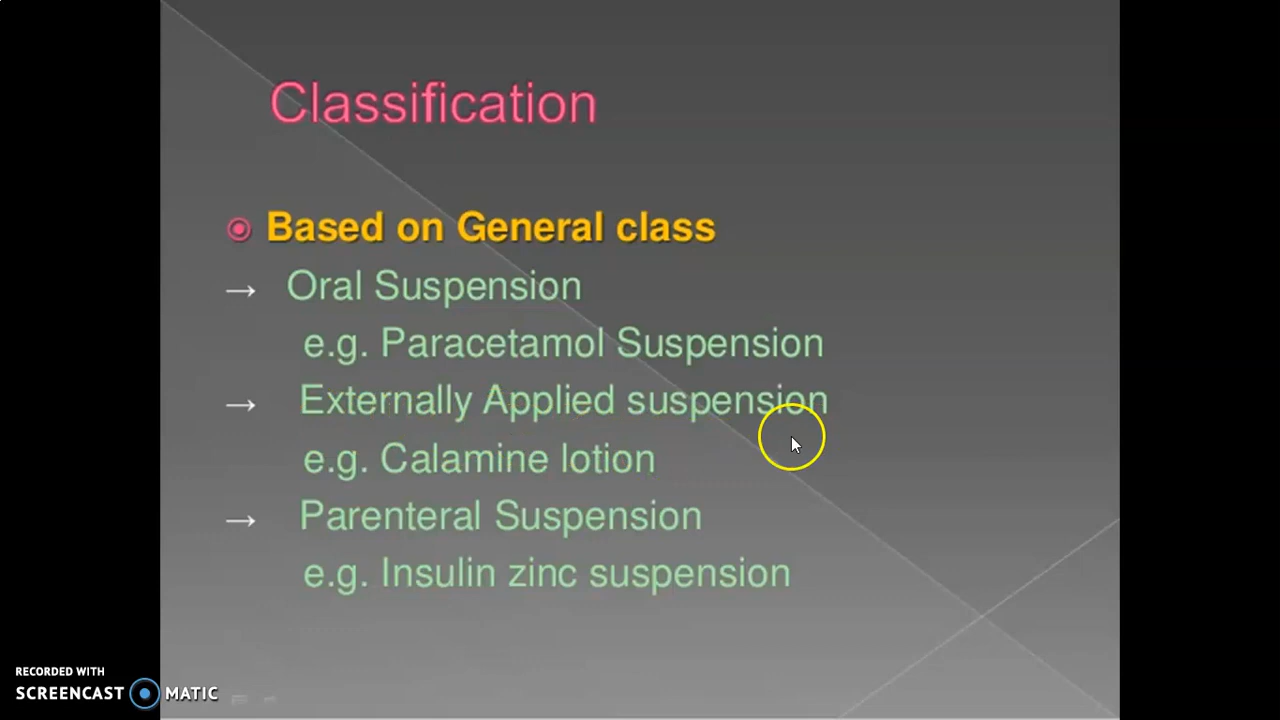 Classification
Based on General class
→ Oral Suspension
e.g. Paracetamol Suspension
→ Externally Applied suspension
e.g. Calamine lotion
→ Parenteral Suspension
e.g. Insulin zinc suspension
RECORDED WITH
SCREENCAST MATIC